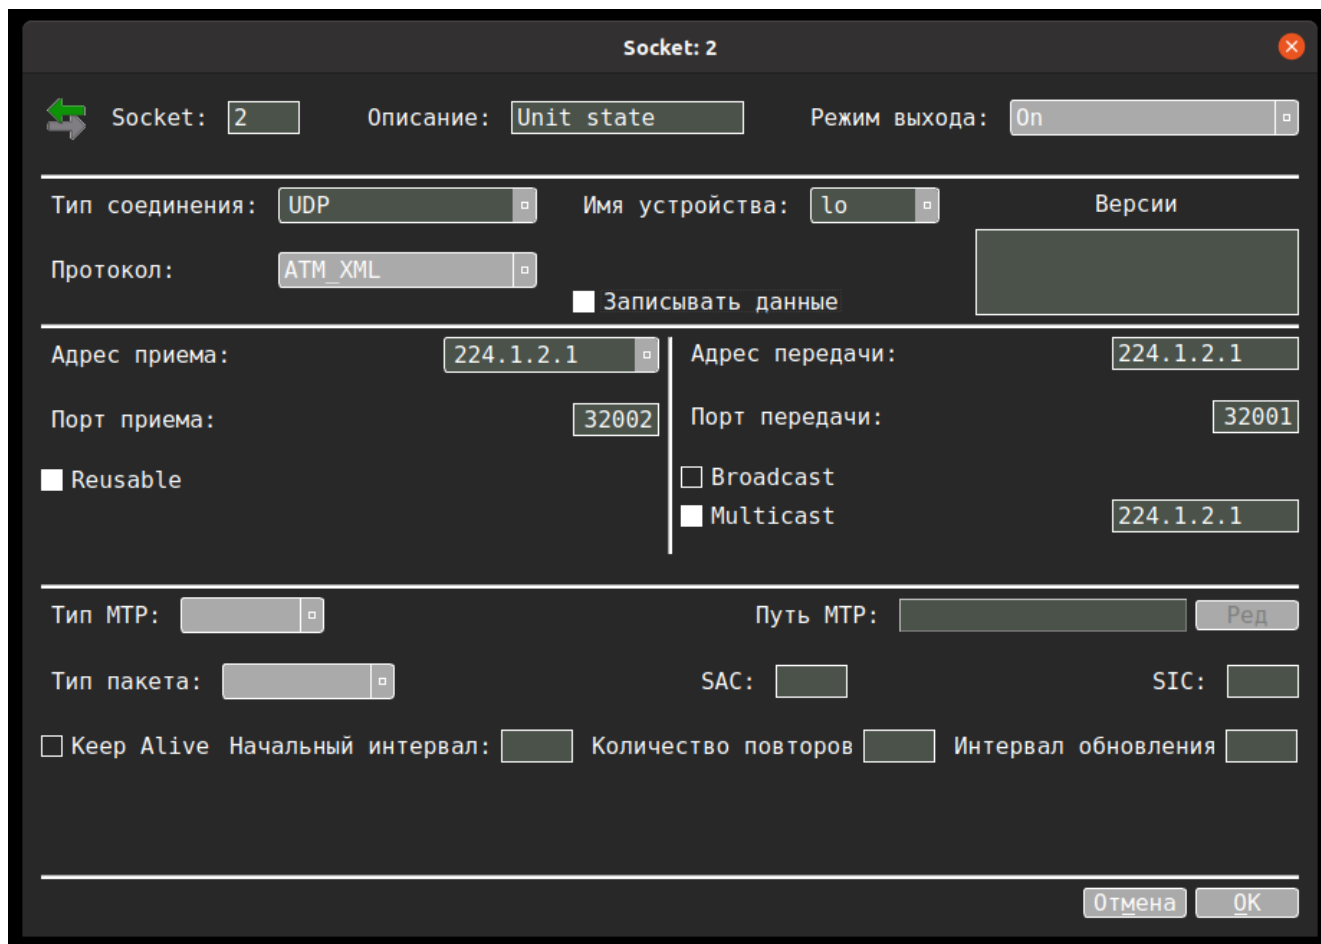 Socket: 2
Socket: 2 Описание: Unit state Режим выхода: On
Тип соединения: UDP Имя устройства: lo Версии
Протокол: ATM_XML
Записывать данные
Адрес приема: 224.1.2.1 Адрес передачи: 224.1.2.1
Порт приема: 32002 Порт передачи: 32001
Reusable Broadcast
Multicast 224.1.2.1
Тип МТР: Путь МТР: Ред
Тип пакета: SAC: SIC:
Keep Alive Начальный интервал: Количество повторов Интервал обновления
Отмена OK